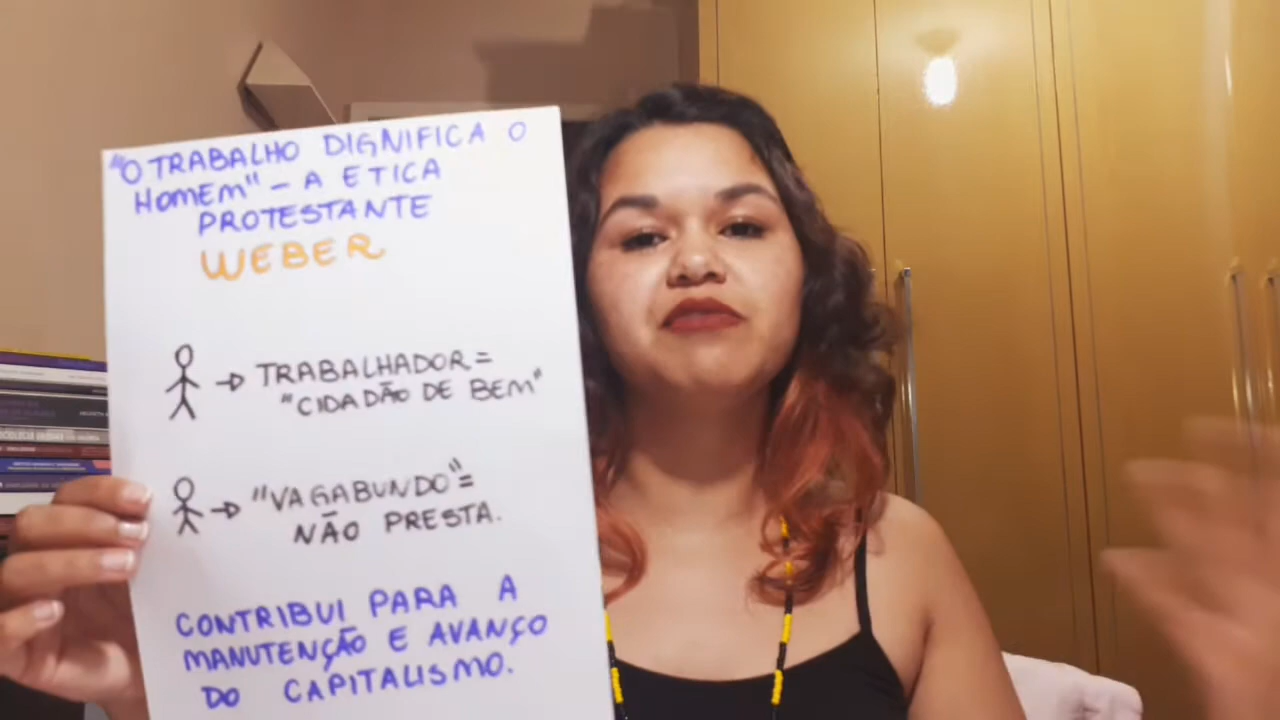 "O TRABALHO DIGNIFICA O
HOMEM" - A ETICA
PROTESTANTE
WEBER
TRABALHADOR =
"CIDADÃO DE BEM"
"VAGABUNDO" =
NÃO PRESTA.
CONTRIBUI PARA A
MANUTENÇÃO E AVANÇO
DO CAPITALISMO.